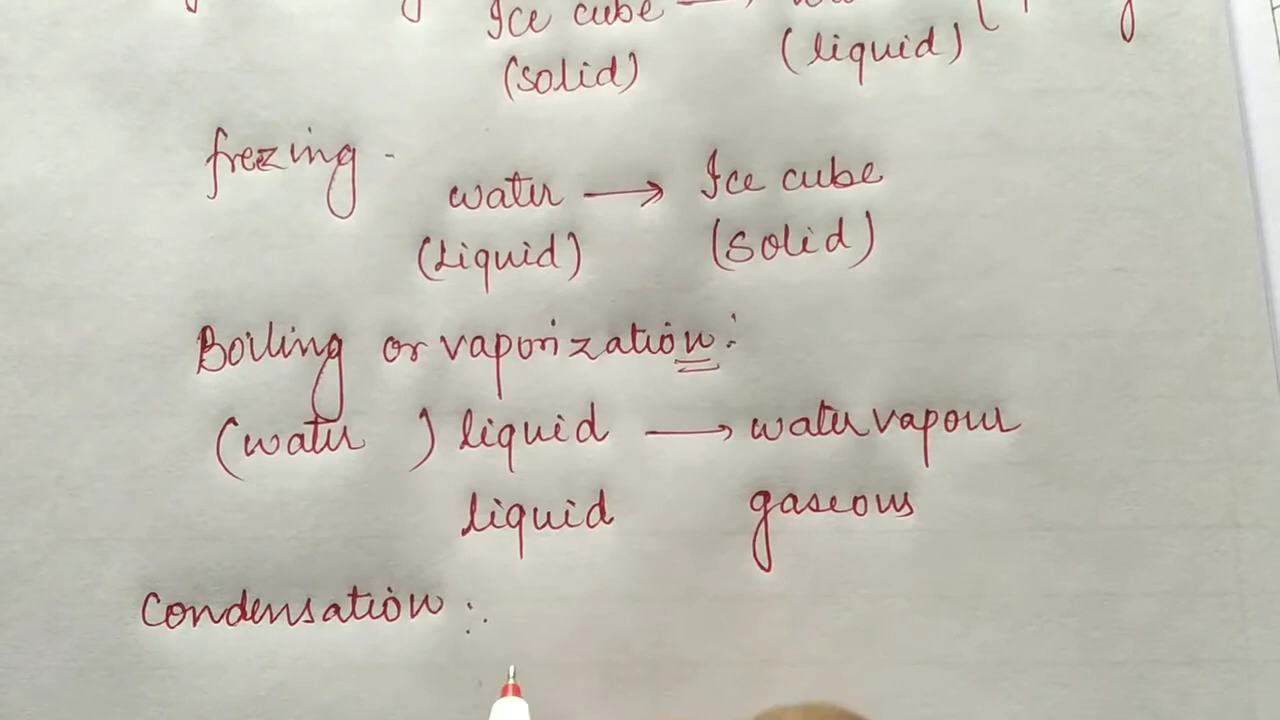 Ice cube
(solid) (liquid)
frezing -
water → Ice cube
(Liquid) (Solid)
Boiling or vaporization:
(water ) liquid → water vapour
liquid gaseous
Condensation :